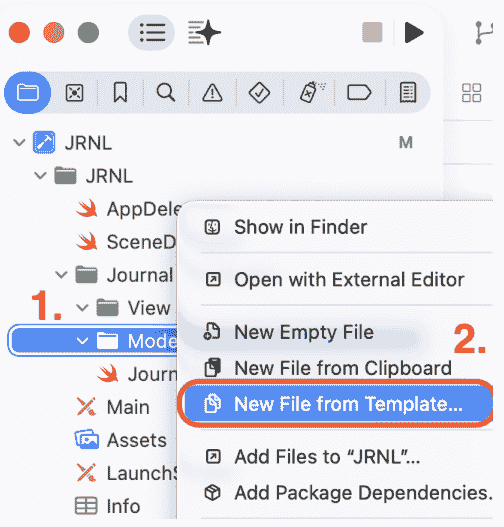 JRNL
M
JRNL
AppDele
SceneD
Show in Finder
Journal
Open with External Editor
1.
View
New Empty File
2.
Mode
New File from Clipboard
Journ
New File from Template...
Main
Assets
Add Files to “JRNL”...
LaunchS
Add Package Dependencies.
Info